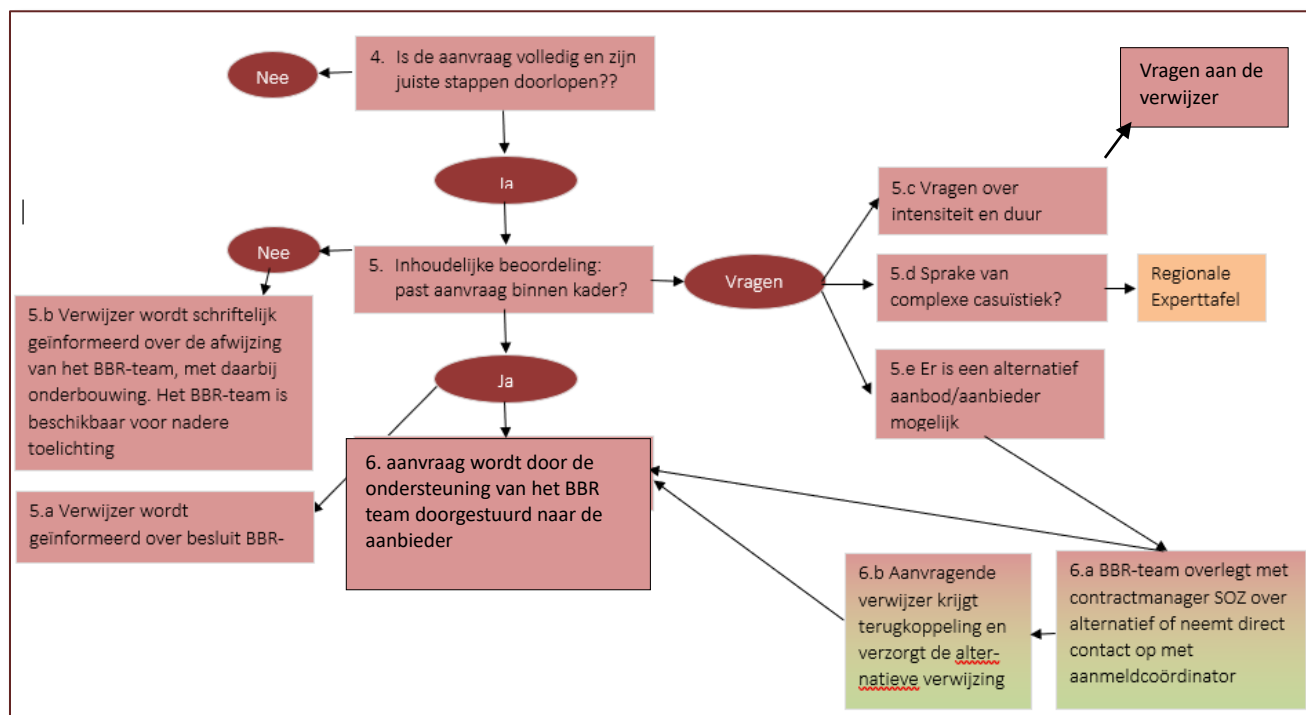 Nee
4. Is de aanvraag volledig en zijn
juiste stappen doorlopen??
Vragen aan de
verwijzer
Ja
5.c Vragen over
intensiteit en duur
Nee
5. Inhoudelijke beoordeling:
past aanvraag binnen kader?
Vragen
5.d Sprake van
complexe casuïstiek?
Regionale
Experttafel
5.b Verwijzer wordt schriftelijk
geïnformeerd over de afwijzing
van het BBR-team, met daarbij
onderbouwing. Het BBR-team is
beschikbaar voor nadere
toelichting
Ja
5.e Er is een alternatief
aanbod/aanbieder
mogelijk
6. aanvraag wordt door de
ondersteuning van het BBR
team doorgestuurd naar de
aanbieder
5.a Verwijzer wordt
geïnformeerd over besluit BBR-
6.b Aanvragende
verwijzer krijgt
terugkoppeling en
verzorgt de alter-
natieve verwijzing
6.a BBR-team overlegt met
contractmanager SOZ over
alternatief of neemt direct
contact op met
aanmeldcoördinator